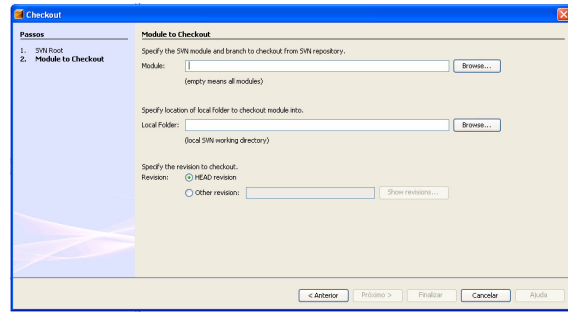 Checkout
Passos
1. SVN Root
2. Module to Checkout
Module to Checkout
Specify the SVN module and branch to checkout from SVN repository.
Module:
Browse...
(empty means all modules)
Specify location of local folder to checkout module into.
Local Folder:
Browse...
(local SVN working directory)
Specify the revision to checkout.
Revision: HEAD revision
Other revision:
Show revisions...
< Anterior
Próximo >
Finalizar
Cancelar
Ajuda